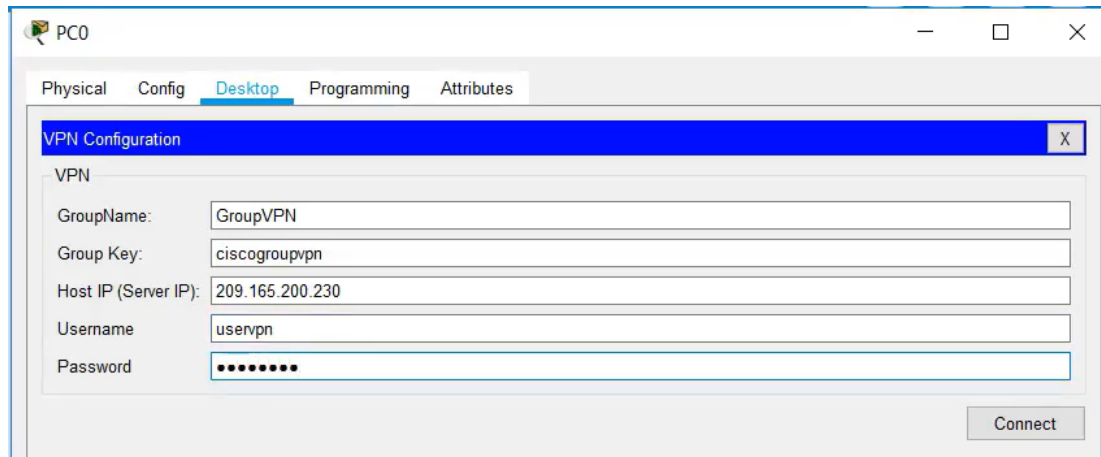 PC0
Physical Config Desktop Programming Attributes
VPN Configuration X
VPN
GroupName: GroupVPN
Group Key: ciscogroupvpn
Host IP (Server IP): 209.165.200.230
Username uservpn
Password ••••••••
Connect